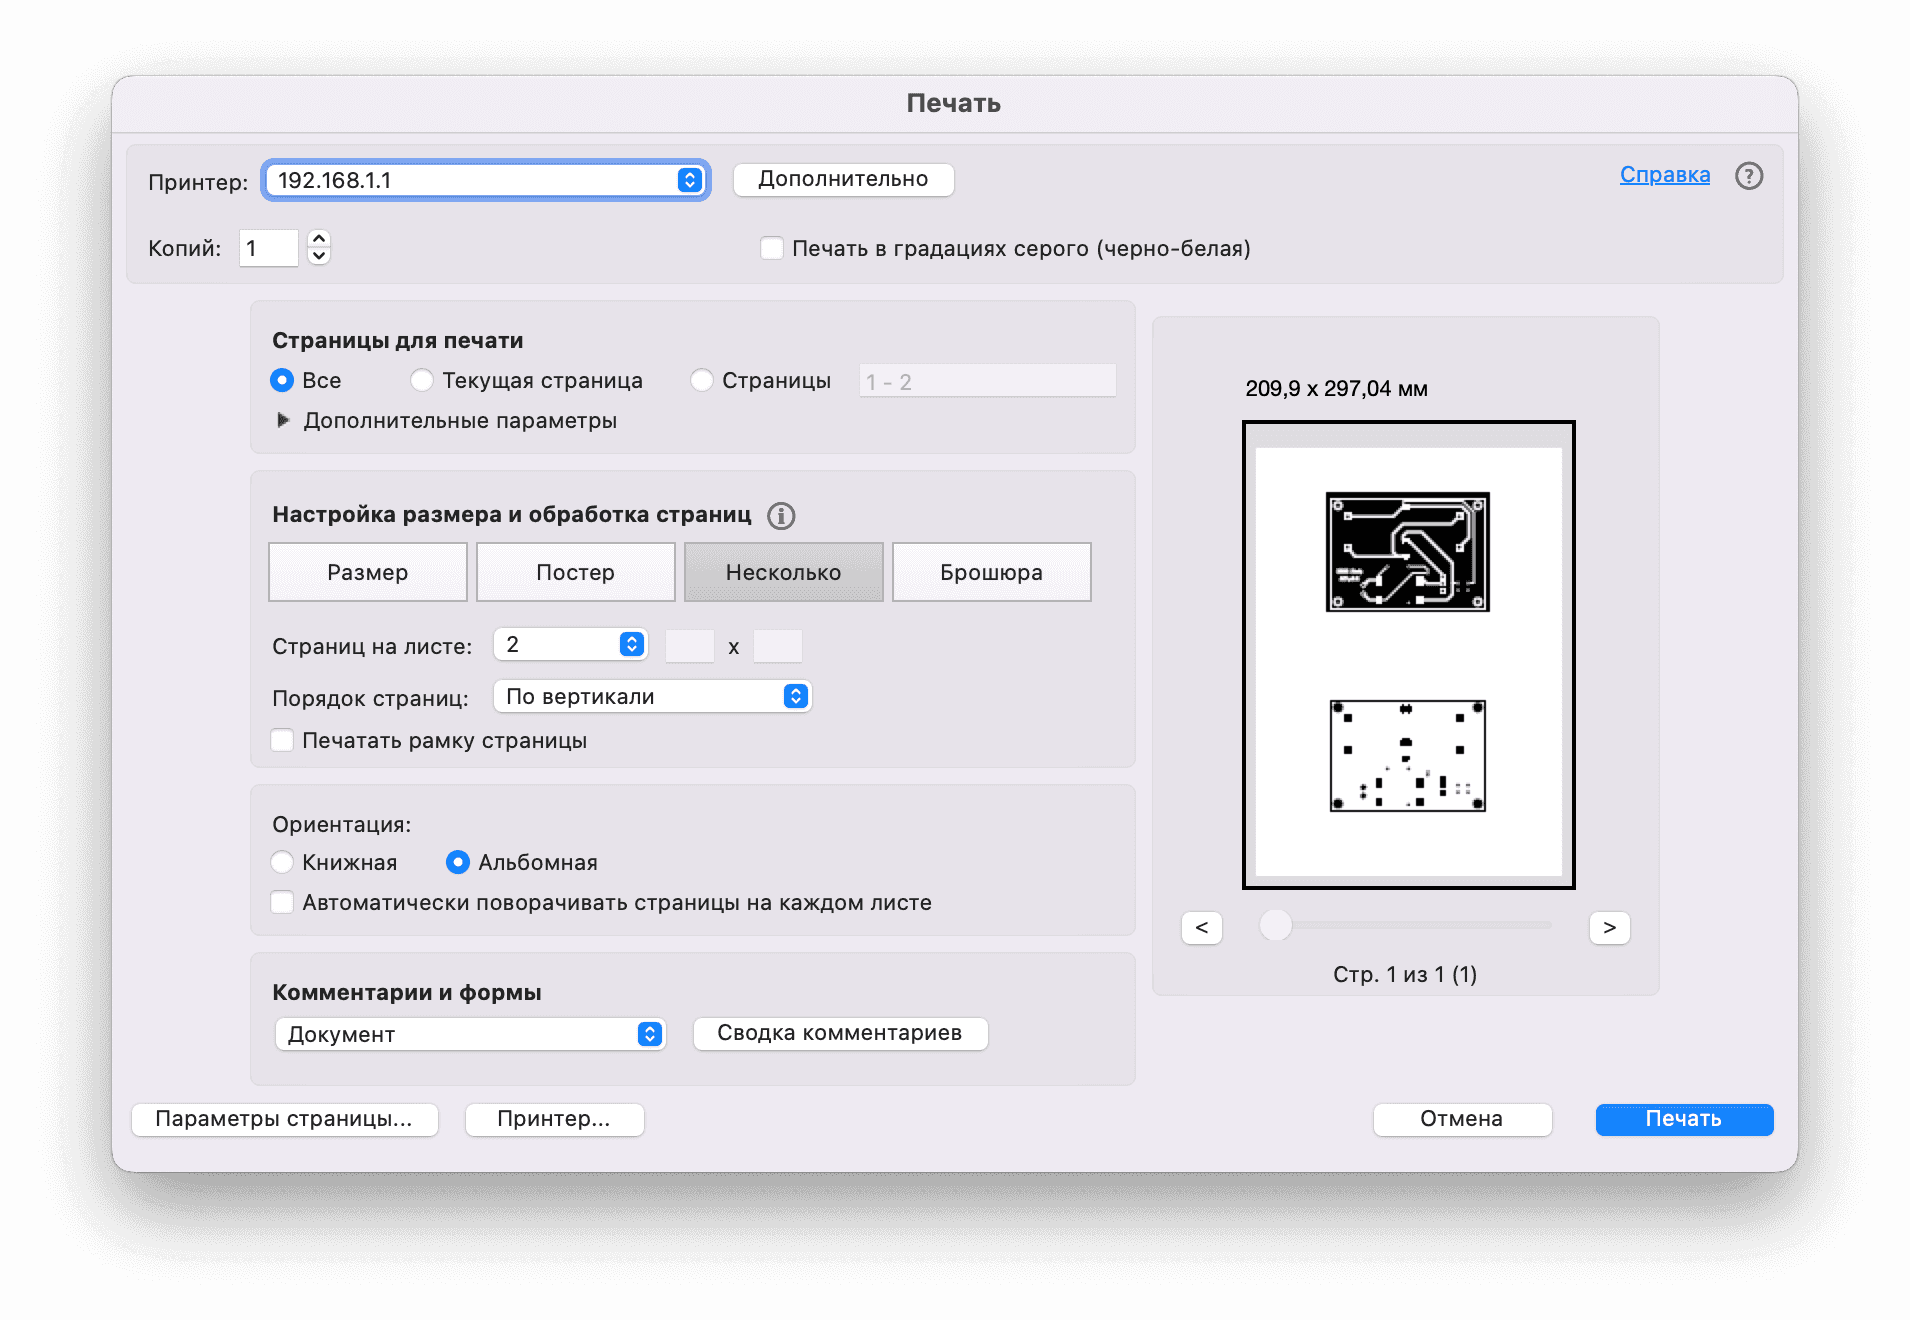 Печать
Принтер: 192.168.1.1 Дополнительно Справка ?
Копий: 1 Печать в градациях серого (черно-белая)
Страницы для печати
Все Текущая страница Страницы 1 - 2
Дополнительные параметры
Настройка размера и обработка страниц i
Размер Постер Несколько Брошюра
Страниц на листе: 2 x
Порядок страниц: По вертикали
Печатать рамку страницы
Ориентация:
Книжная Альбомная
Автоматически поворачивать страницы на каждом листе
Комментарии и формы
Документ Сводка комментариев
209,9 x 297,04 мм
< >
Стр. 1 из 1 (1)
Параметры страницы... Принтер... Отмена Печать